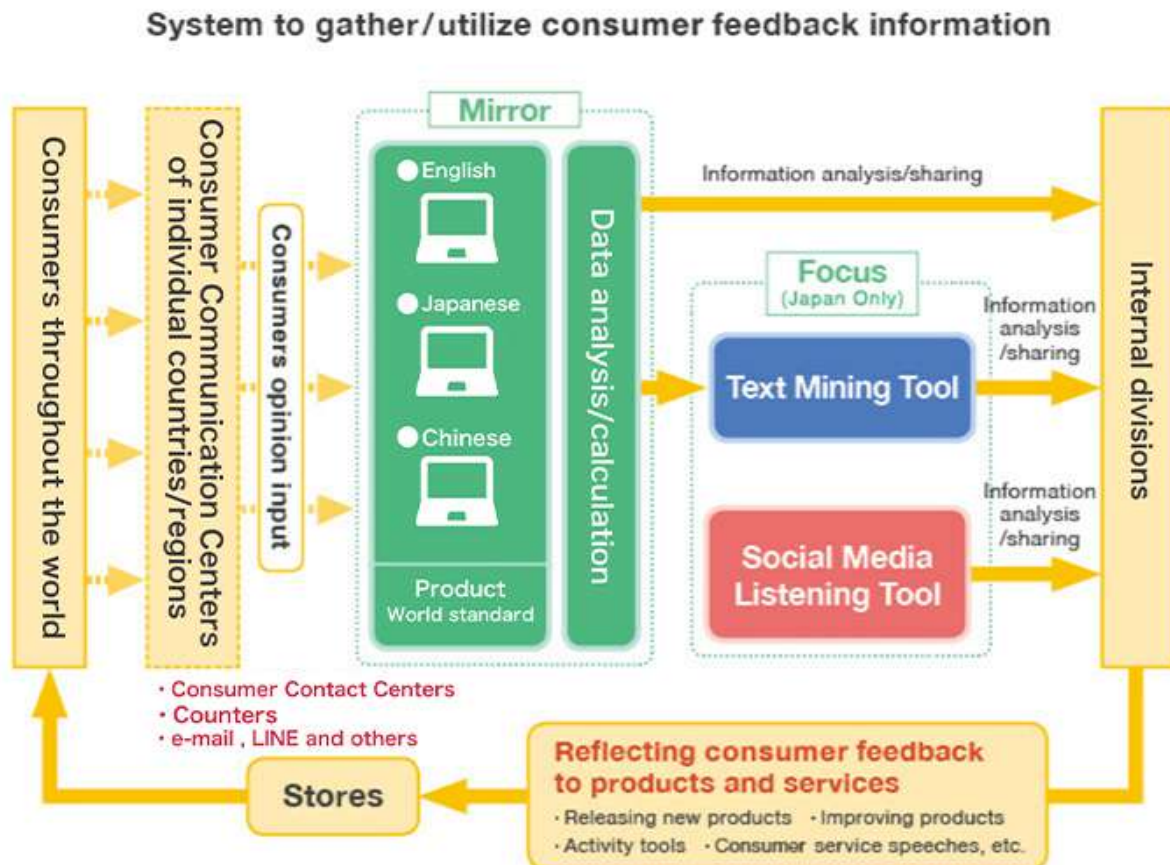 System to gather/utilize consumer feedback information
Consumers throughout the world
Consumer Communication Centers
of individual countries/regions
Consumers opinion input
Mirror
English
Japanese
Chinese
Product
World standard
Data analysis/calculation
Information analysis/sharing
Focus
(Japan Only)
Text Mining Tool
Information
analysis
/sharing
Social Media
Listening Tool
Information
analysis
/sharing
Internal divisions
・Consumer Contact Centers
・Counters
・e-mail , LINE and others
Reflecting consumer feedback
to products and services
・Releasing new products ・Improving products
・Activity tools ・Consumer service speeches, etc.
Stores